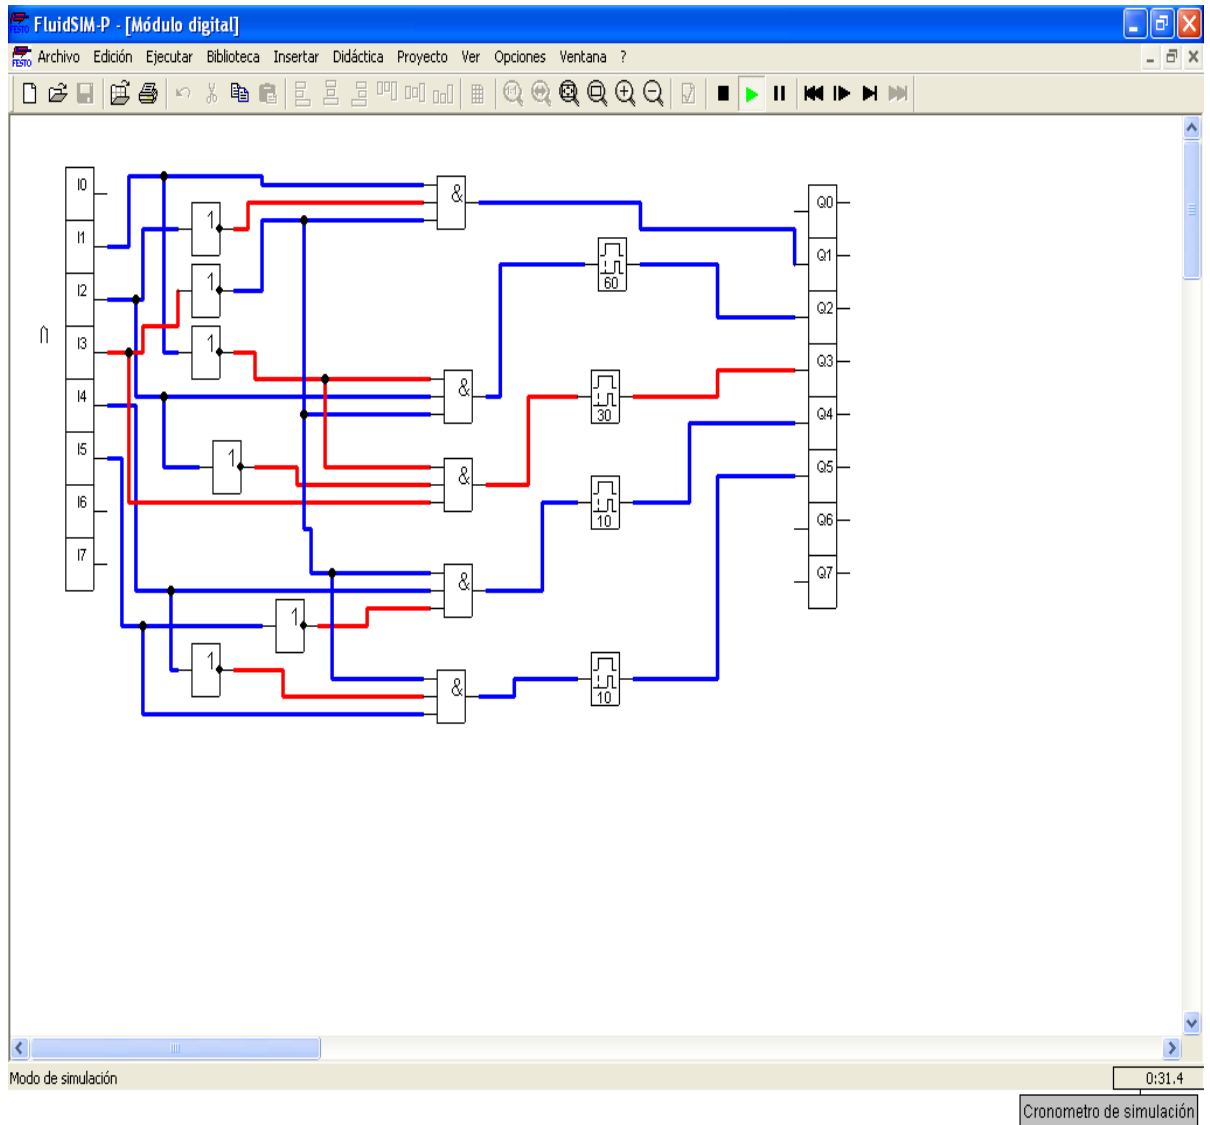 FluidSIM-P - [Módulo digital]
FESTO
Archivo Edición Ejecutar Biblioteca Insertar Didáctica Proyecto Ver Opciones Ventana ?
FESTO
I0
I1
I2
I3
I4
I5
I6
I7
1
1
1
1
1
1
&
&
&
&
&
60
30
10
10
Q0
Q1
Q2
Q3
Q4
Q5
Q6
Q7
Modo de simulación
0:31.4
Cronometro de simulación